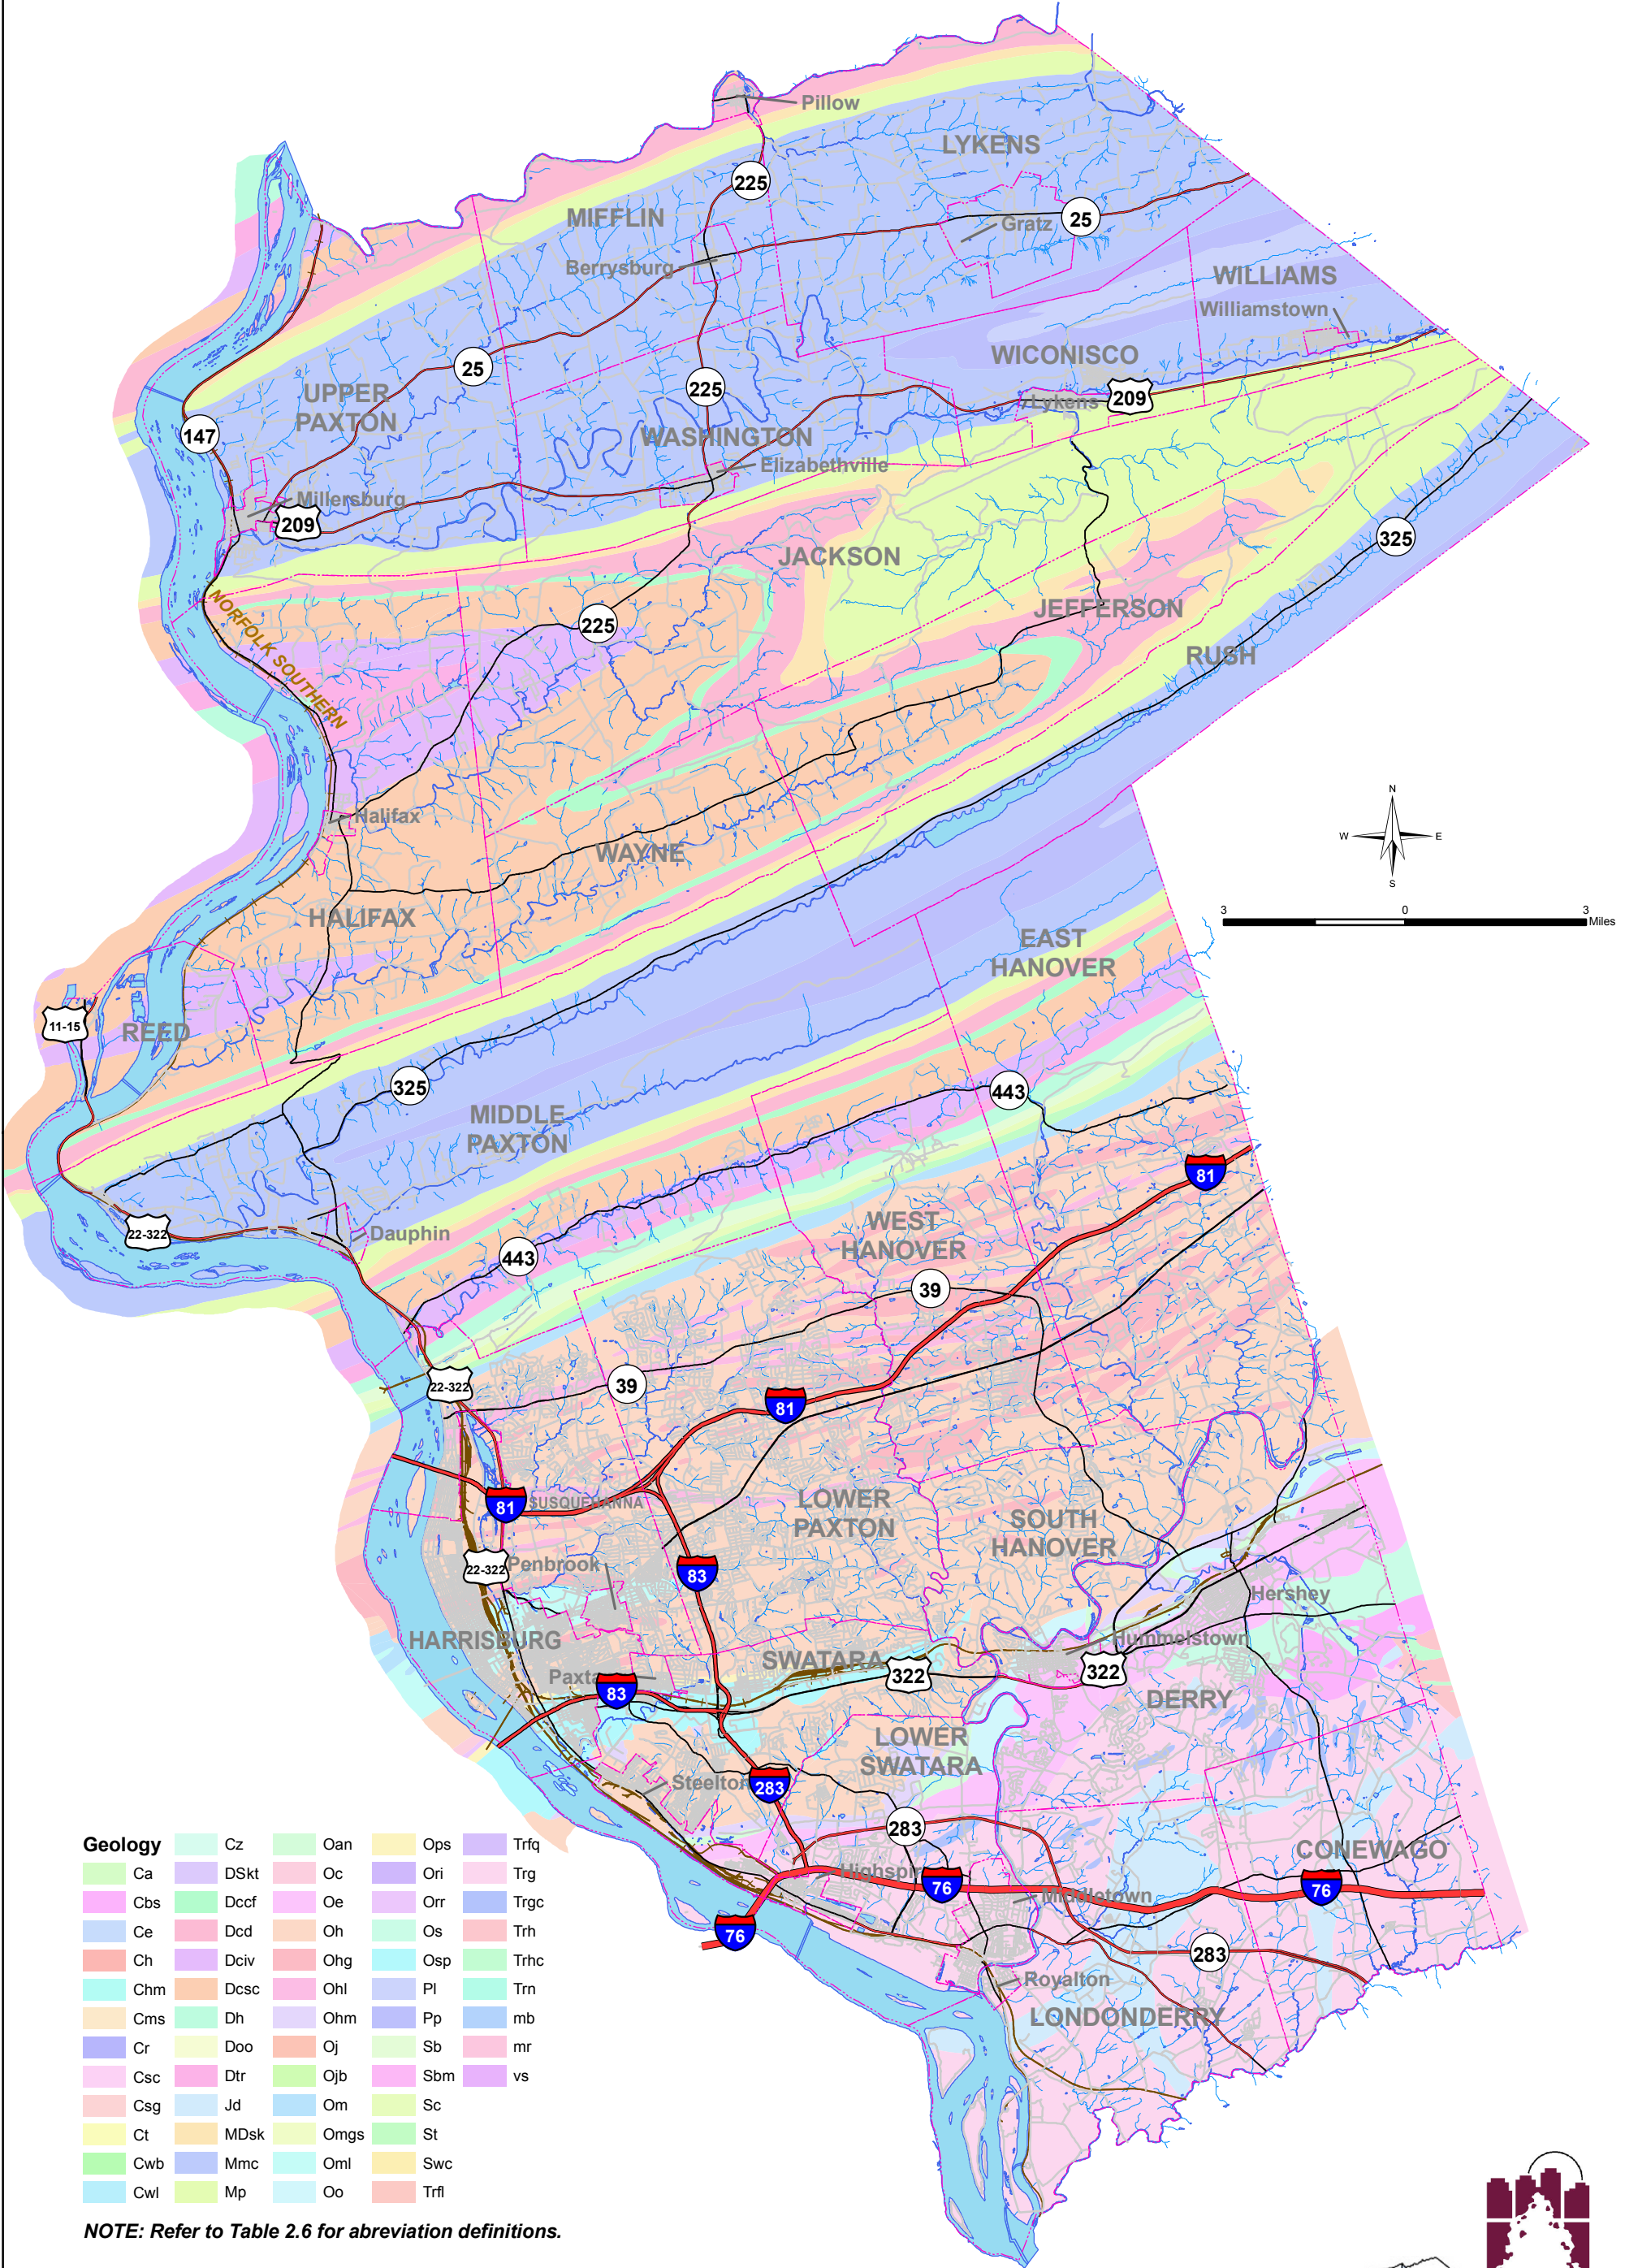 Pillow
LYKENS
225
MIFFLIN
25
Gratz
Berrysburg
WILLIAMS
Williamstown
WICONISCO
25
225
UPPER
PAXTON
209
Lykens
147
WASHINGTON
Elizabethville
Millersburg
209
325
JACKSON
NORFOLK SOUTHERN
225
JEFFERSON
RUSH
N
W
E
S
Halifax
WAYNE
3
0
3
Miles
HALIFAX
EAST
HANOVER
11-15
REED
325
443
MIDDLE
PAXTON
81
22-322
Dauphin
WEST
HANOVER
443
39
22-322
39
81
81
SUSQUEHANNA
LOWER
PAXTON
SOUTH
HANOVER
22-322
Penbrook
83
Hershey
HARRISBURG
Hummelstown
SWATARA
322
322
83
DERRY
LOWER
SWATARA
Steelton
283
283
CONEWAGO
76
76
Middletown
76
283
Royalton
LONDONDERRY
Geology
Ca
Cbs
Ce
Ch
Chm
Cms
Cr
Csc
Csg
Ct
Cwb
Cwl
Cz
DSkt
Dccf
Dcd
Dciv
Dcsc
Dh
Doo
Dtr
Jd
MDsk
Mmc
Mp
Oan
Oc
Oe
Oh
Ohg
Ohl
Ohm
Oj
Ojb
Om
Omgs
Oml
Oo
Ops
Ori
Orr
Os
Osp
Pl
Pp
Sb
Sbm
Sc
St
Swc
Trfl
Trfq
Trg
Trgc
Trh
Trhc
Trn
mb
mr
vs
NOTE: Refer to Table 2.6 for abreviation definitions.